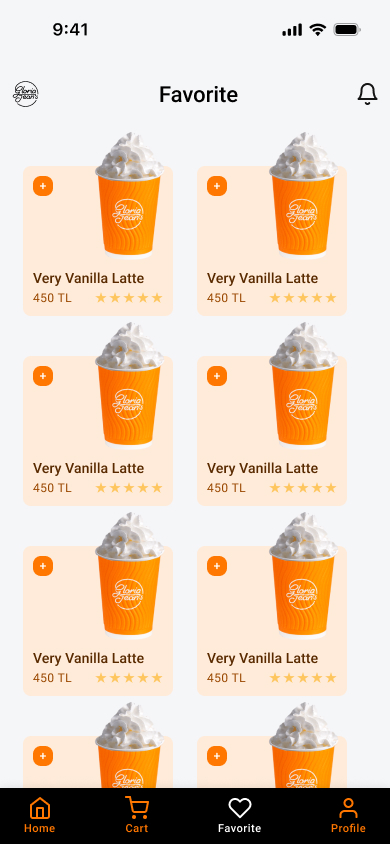 9:41
Gloria Jean's
Favorite
+ +
Gloria Jean's Gloria Jean's
Very Vanilla Latte Very Vanilla Latte
450 TL ★★★★★ 450 TL ★★★★★
+ +
Gloria Jean's Gloria Jean's
Very Vanilla Latte Very Vanilla Latte
450 TL ★★★★★ 450 TL ★★★★★
+ +
Gloria Jean's Gloria Jean's
Very Vanilla Latte Very Vanilla Latte
450 TL ★★★★★ 450 TL ★★★★★
+ +
Home Cart Favorite Profile